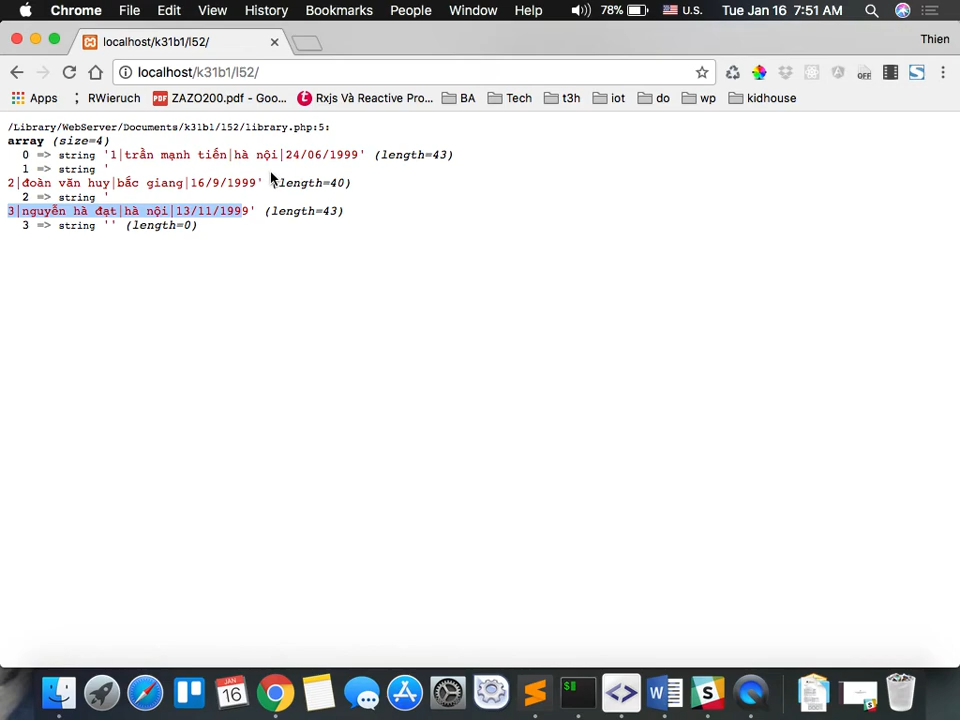 Chrome File Edit View History Bookmarks People Window Help 78% U.S. Tue Jan 16 7:51 AM
localhost/k31b1/l52/ Thien
localhost/k31b1/l52/ OFF S
Apps RWieruch ZAZO200.pdf - Goo... Rxjs Và Reactive Pro... BA Tech t3h iot do wp kidhouse
/Library/WebServer/Documents/k31b1/l52/library.php:5:
array (size=4)
0 => string '1|trần mạnh tiến|hà nội|24/06/1999' (length=43)
1 => string '
2|đoàn văn huy|bắc giang|16/9/1999' (length=40)
2 => string '
3|nguyễn hà đạt|hà nội|13/11/1999' (length=43)
3 => string '' (length=0)
JAN
16